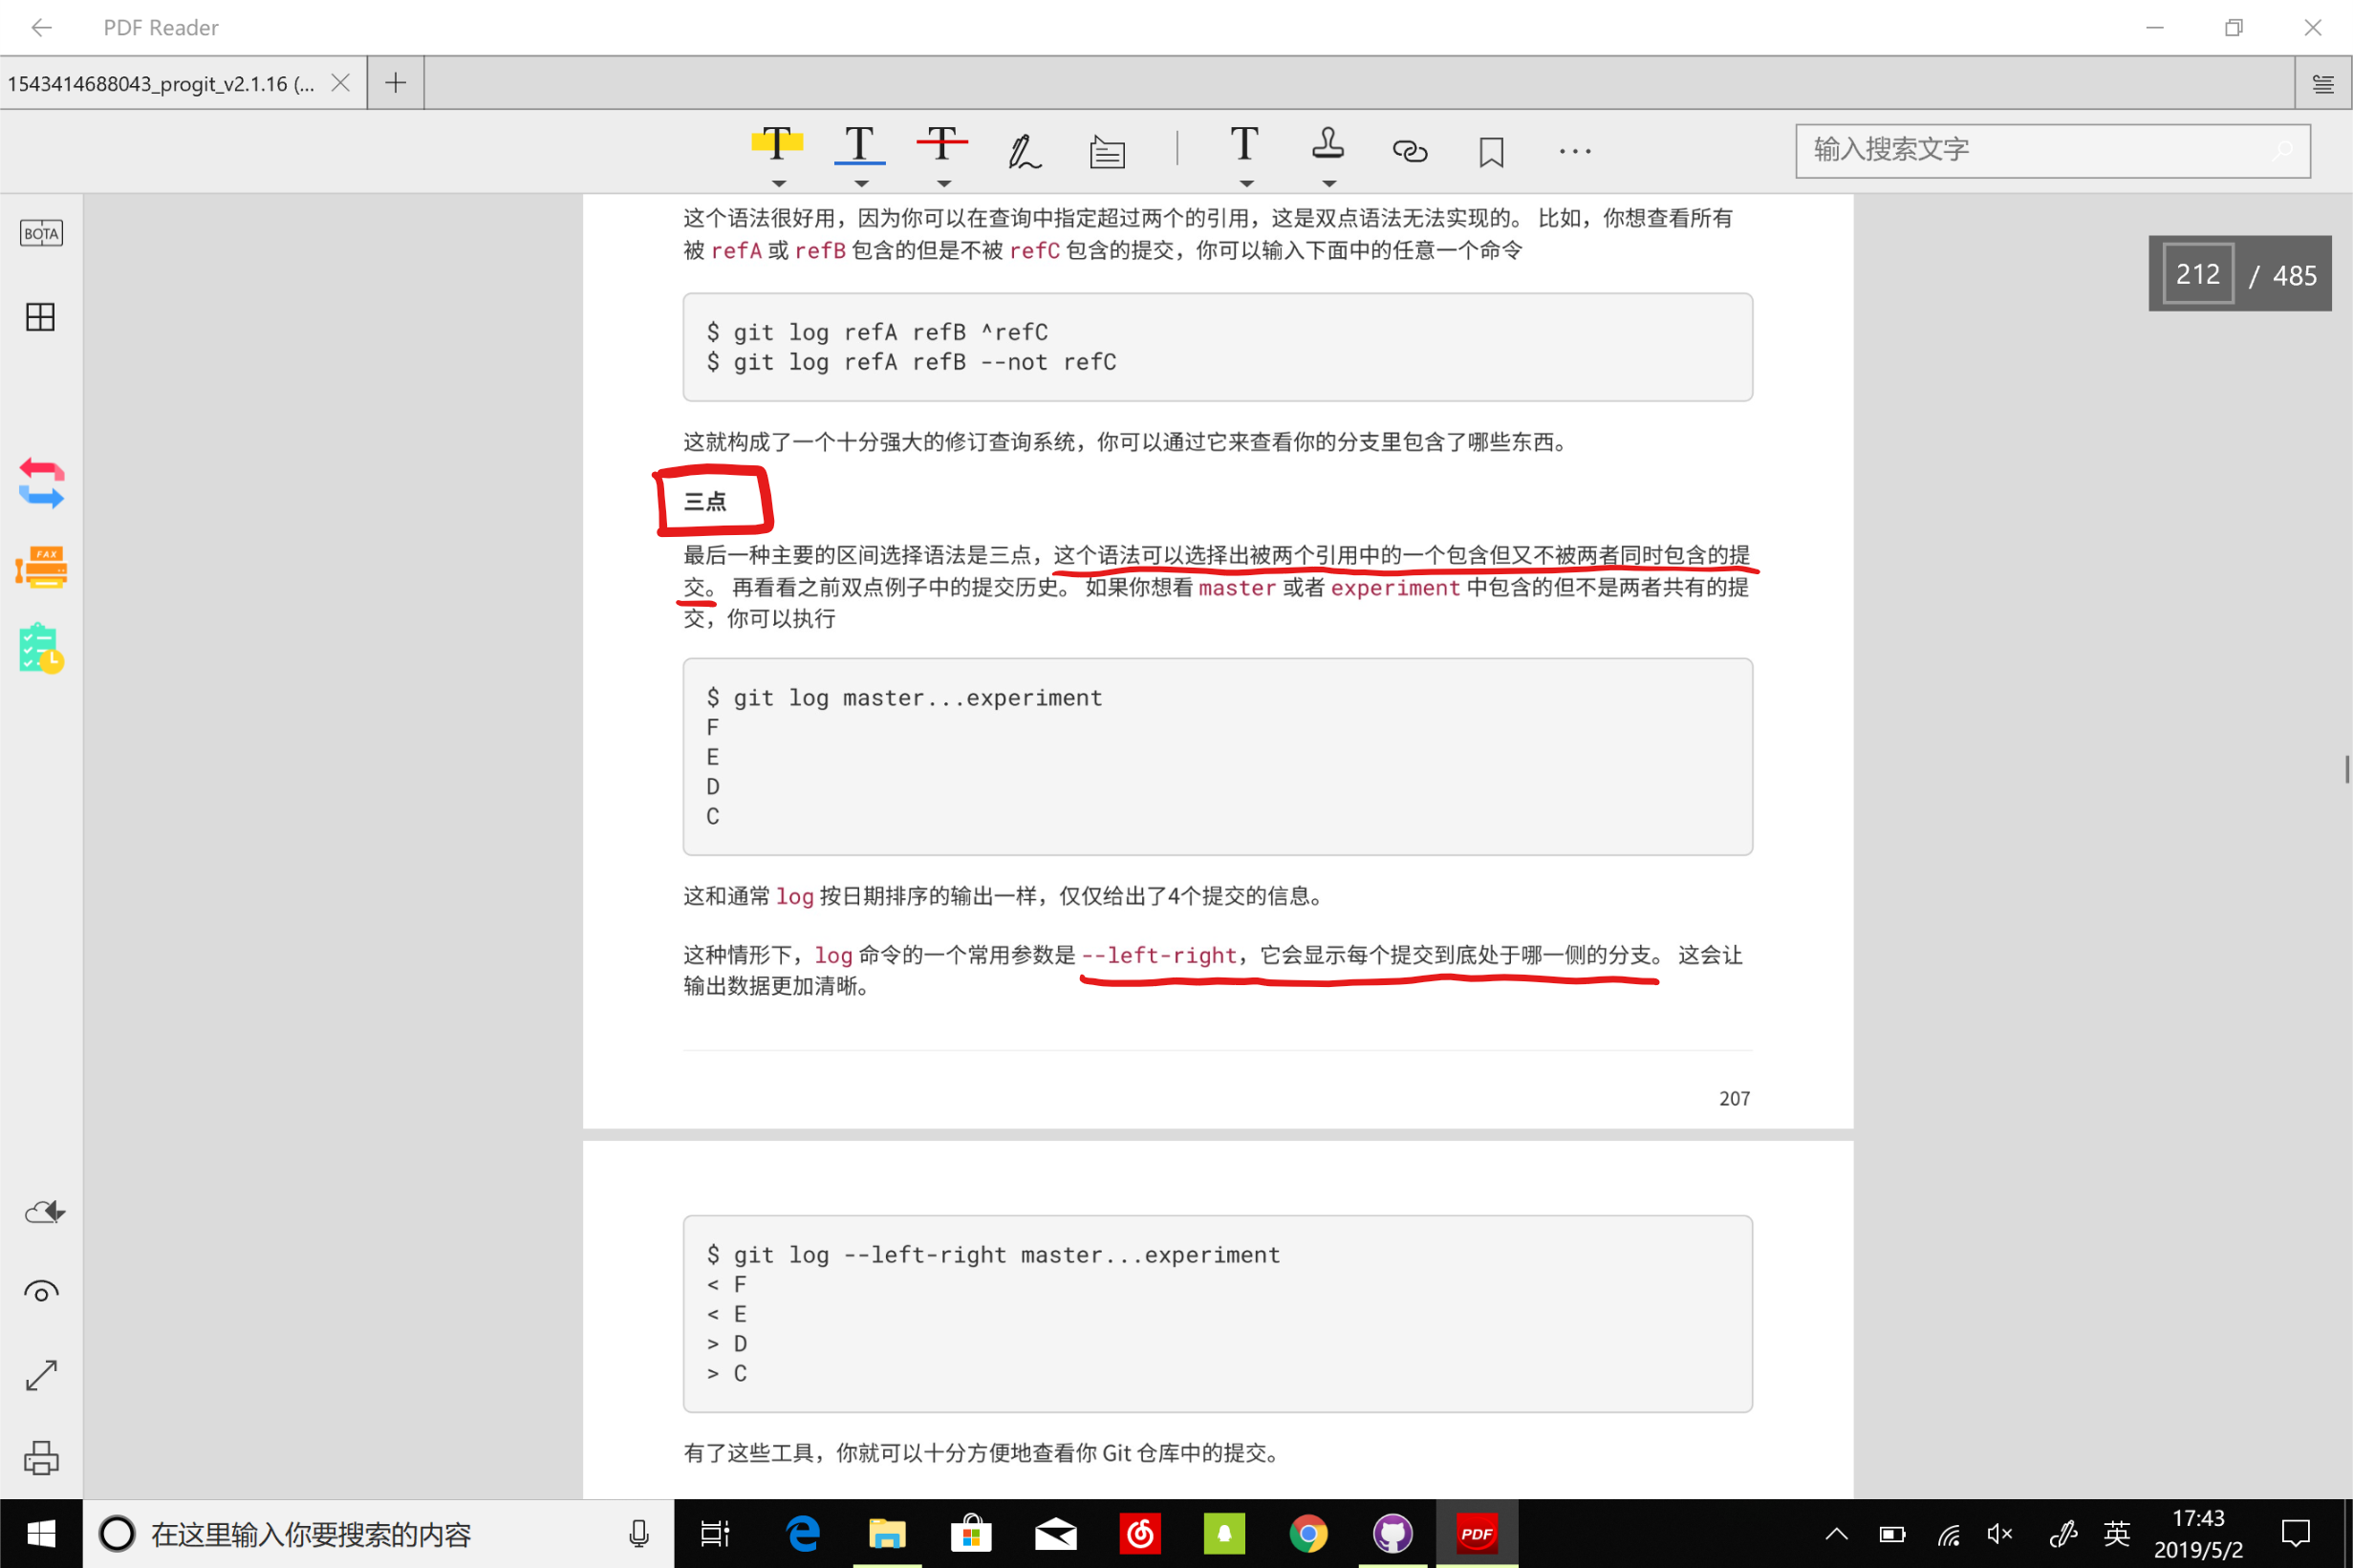 PDF Reader
1543414688043_progit_v2.1.16 (...
输入搜索文字
BOTA
212 / 485
这个语法很好用，因为你可以在查询中指定超过两个的引用，这是双点语法无法实现的。 比如，你想查看所有
被 refA 或 refB 包含的但是不被 refC 包含的提交，你可以输入下面中的任意一个命令
$ git log refA refB ^refC
$ git log refA refB --not refC
这就构成了一个十分强大的修订查询系统，你可以通过它来查看你的分支里包含了哪些东西。
三点
最后一种主要的区间选择语法是三点，这个语法可以选择出被两个引用中的一个包含但又不被两者同时包含的提
交。 再看看之前双点例子中的提交历史。 如果你想看 master 或者 experiment 中包含的但不是两者共有的提
交，你可以执行
$ git log master...experiment
F
E
D
C
这和通常 log 按日期排序的输出一样，仅仅给出了4个提交的信息。
这种情形下，log 命令的一个常用参数是 --left-right，它会显示每个提交到底处于哪一侧的分支。 这会让
输出数据更加清晰。
207
$ git log --left-right master...experiment
< F
< E
> D
> C
有了这些工具，你就可以十分方便地查看你 Git 仓库中的提交。
FAX
在这里输入你要搜索的内容
PDF
英
17:43
2019/5/2